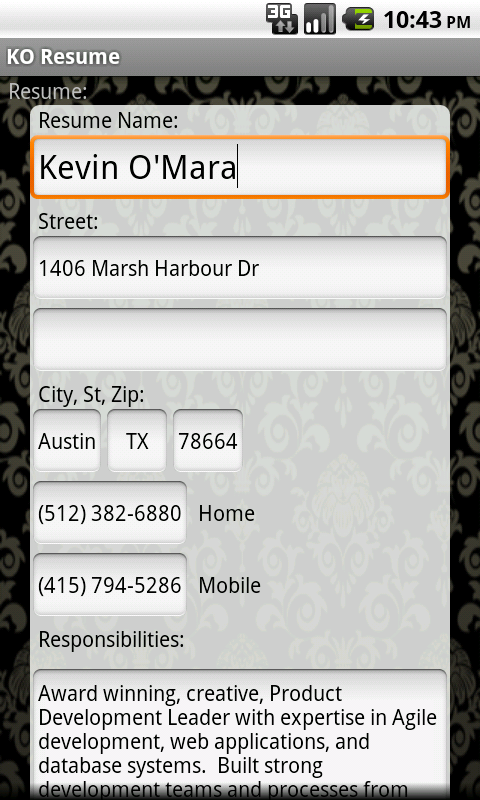 3G 10:43 PM
KO Resume
Resume:
Resume Name:
Kevin O'Mara
Street:
1406 Marsh Harbour Dr
City, St, Zip:
Austin TX 78664
(512) 382-6880 Home
(415) 794-5286 Mobile
Responsibilities:
Award winning, creative, Product
Development Leader with expertise in Agile
development, web applications, and
database systems.  Built strong
development teams and processes from